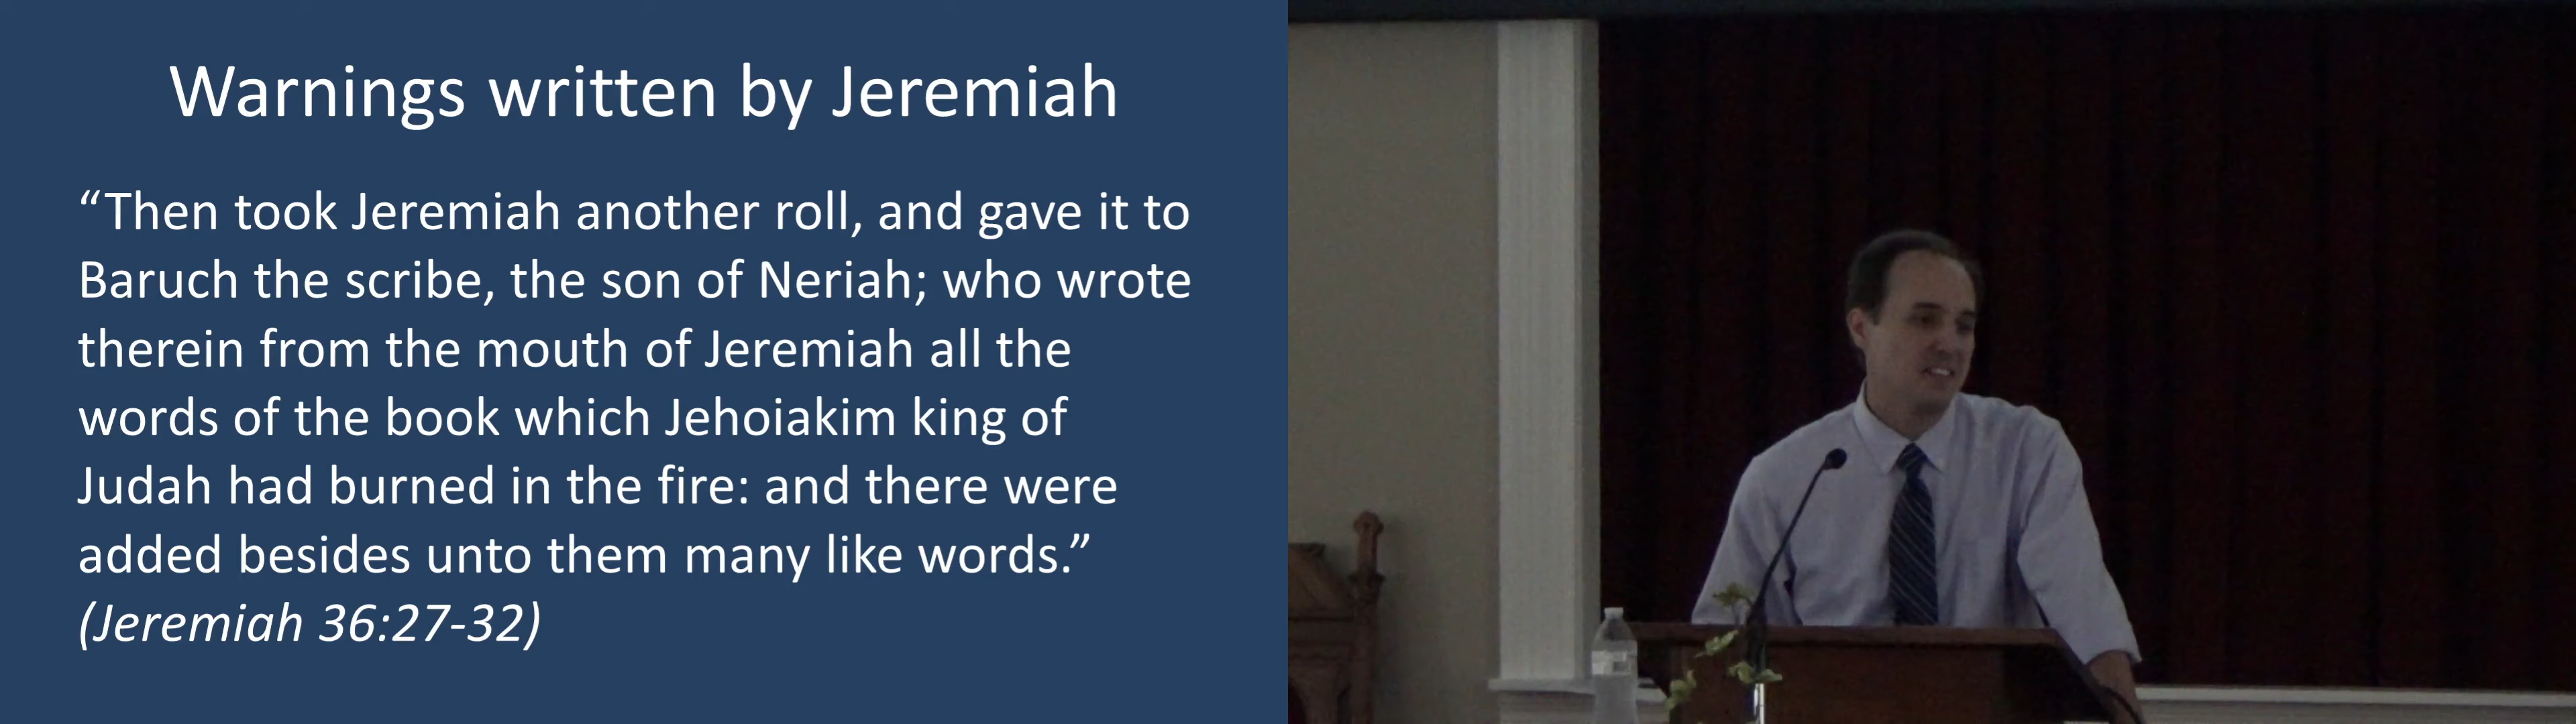 Warnings written by Jeremiah
“Then took Jeremiah another roll, and gave it to
Baruch the scribe, the son of Neriah; who wrote
therein from the mouth of Jeremiah all the
words of the book which Jehoiakim king of
Judah had burned in the fire: and there were
added besides unto them many like words.”
(Jeremiah 36:27-32)